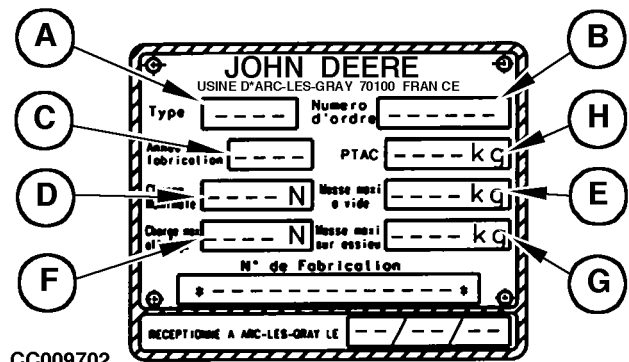 A
B
JOHN DEERE
USINE D'ARC-LES-GRAY 70100 FRANCE
Type ---- Numero d'ordre ------
C
H
fabrication ---- PTAC ---- kg
D
E
---- N Masse maxi a vide ---- kg
F
G
Charge maxi ---- N Masse maxi sur essieu ---- kg
N° de Fabrication
* -------------- *
RECEPTIONNE A ARC-LES-GRAY LE --/--/--
CC009702